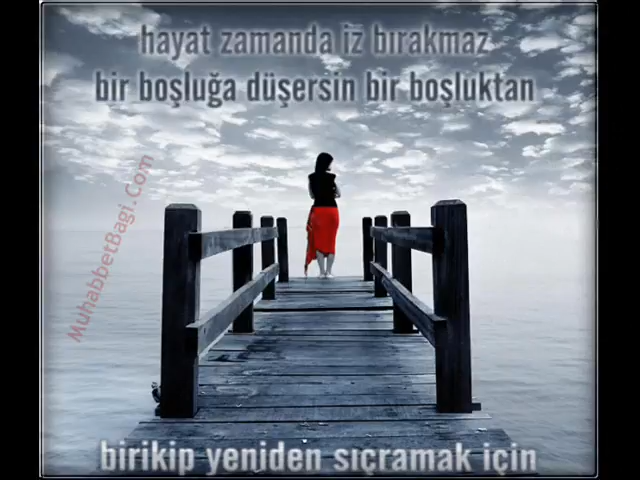 hayat zamanda iz bırakmaz
bir boşluğa düşersin bir boşluktan
MuhabbetBagi.Com
birikip yeniden sıçramak için